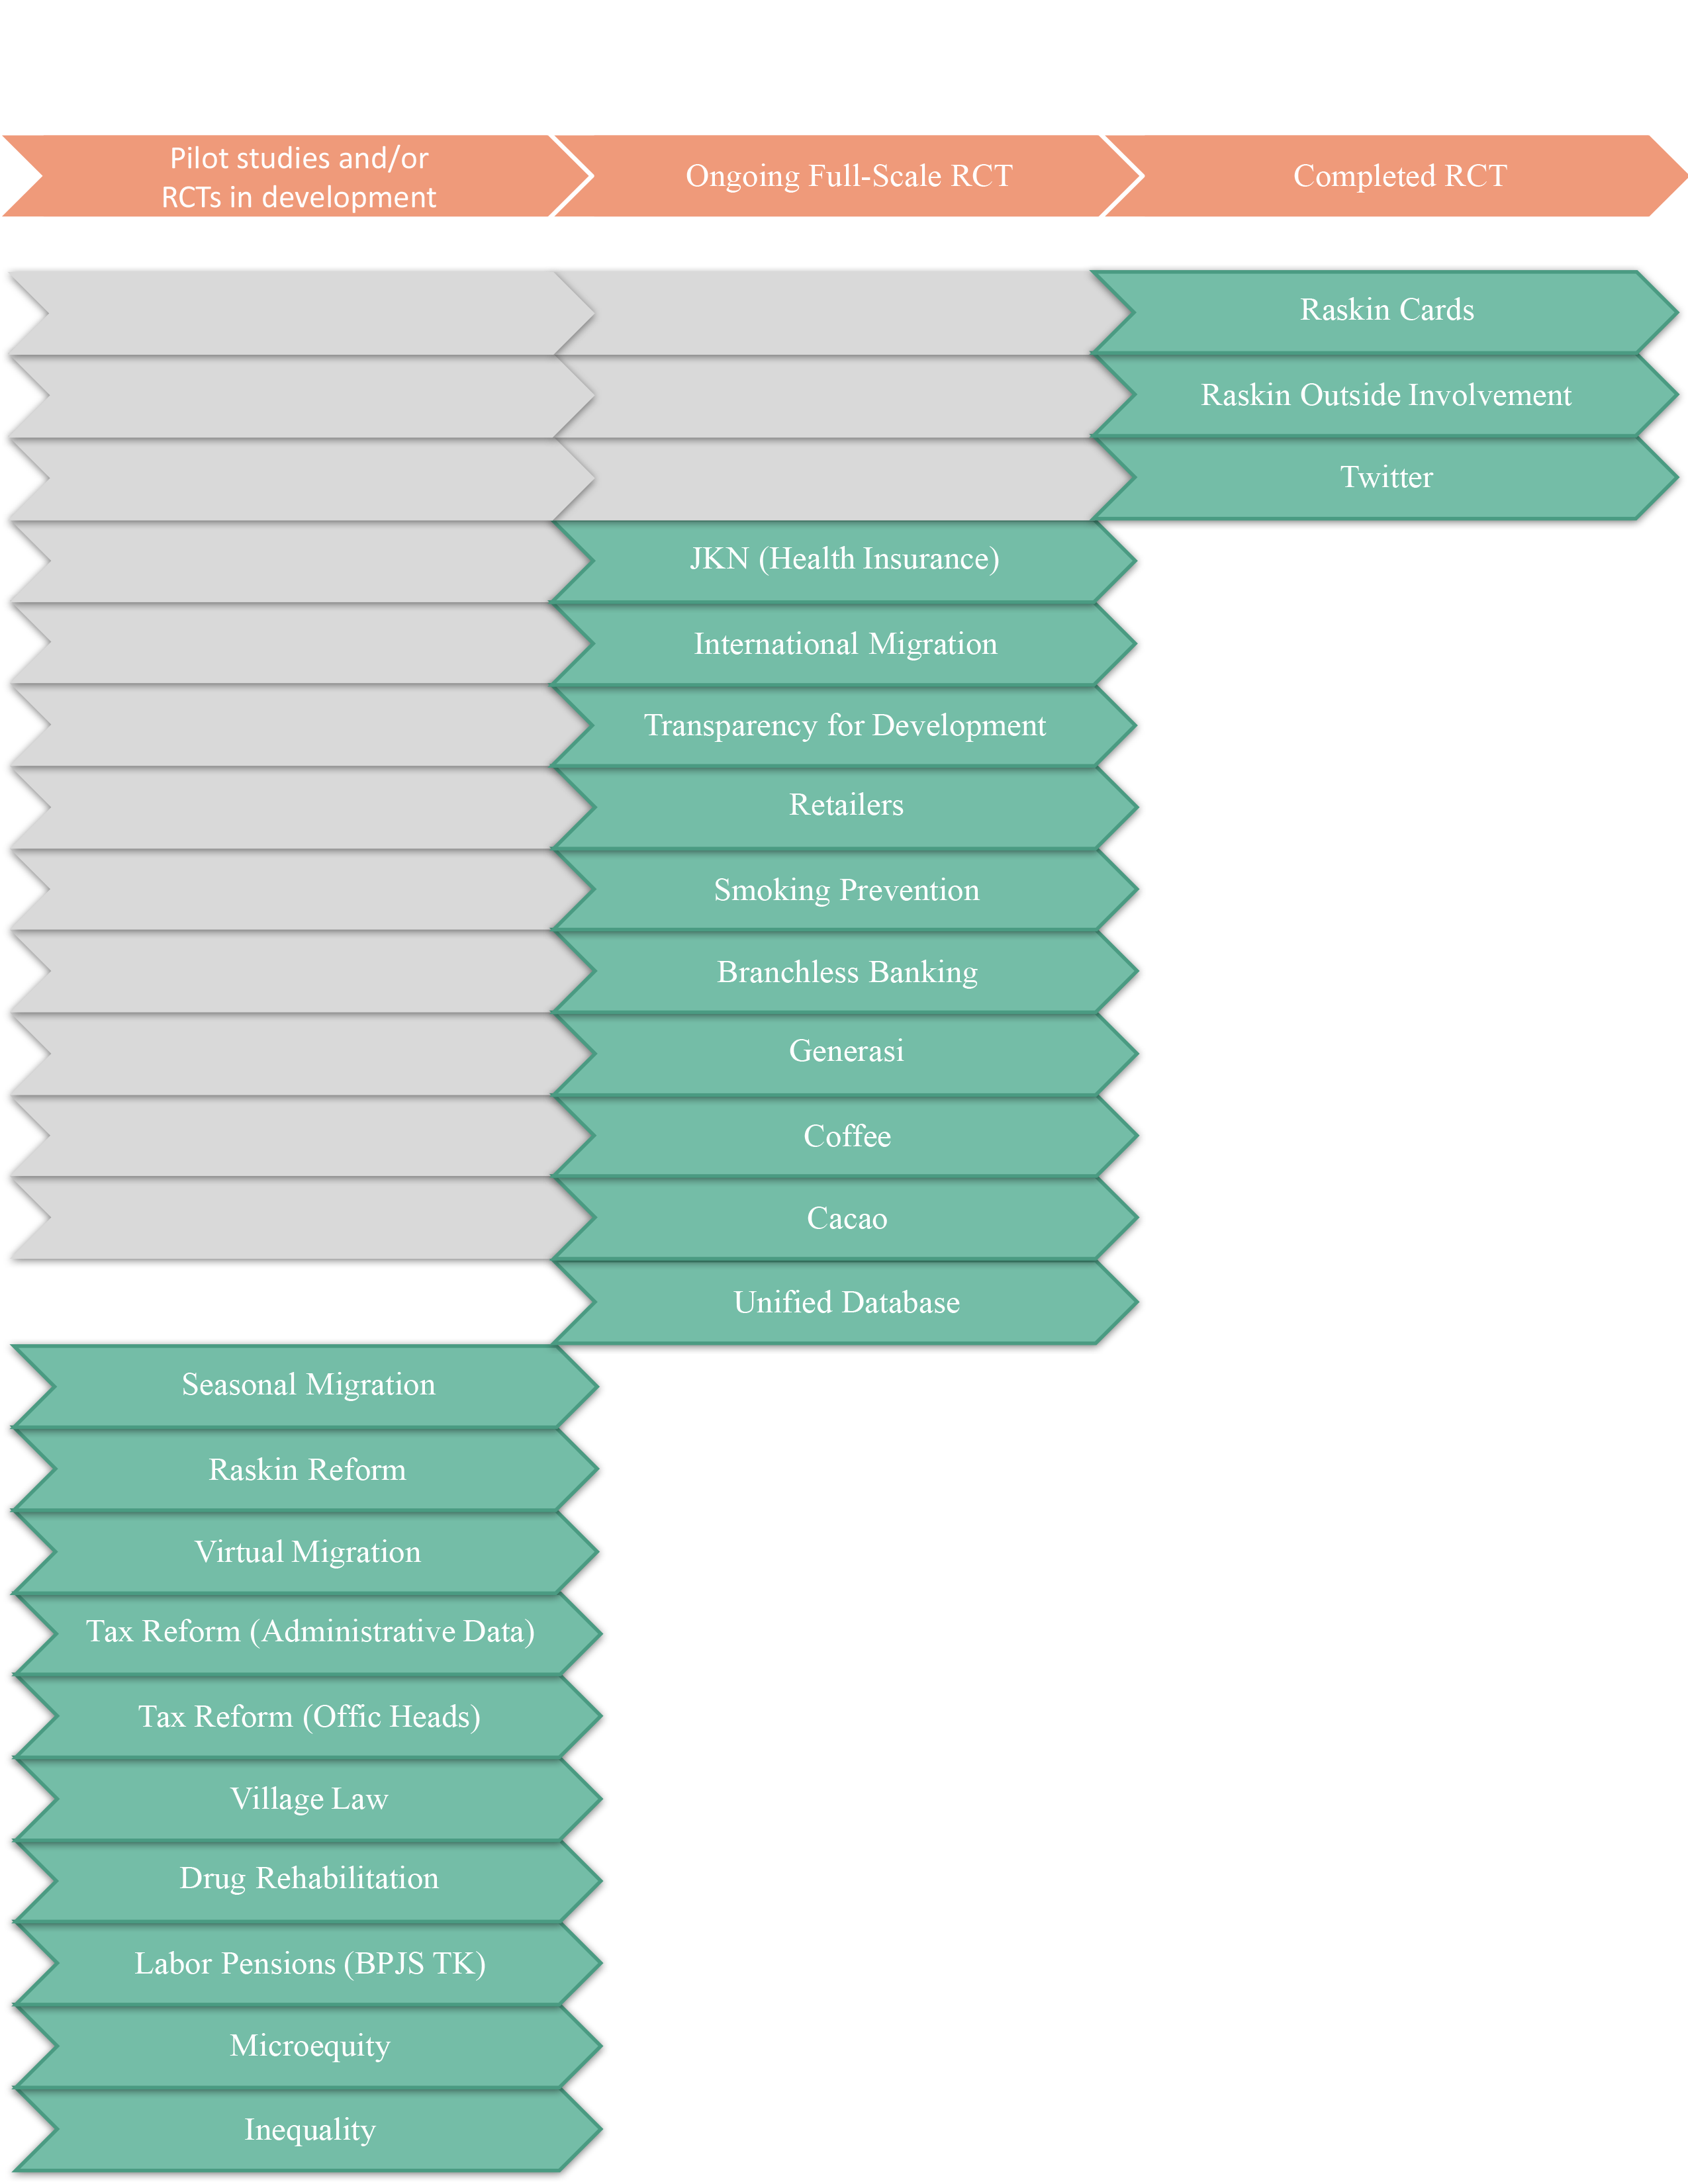 Pilot studies and/or
RCTs in development
Ongoing Full-Scale RCT
Completed RCT
Raskin Cards
Raskin Outside Involvement
Twitter
JKN (Health Insurance)
International Migration
Transparency for Development
Retailers
Smoking Prevention
Branchless Banking
Generasi
Coffee
Cacao
Unified Database
Seasonal Migration
Raskin Reform
Virtual Migration
Tax Reform (Administrative Data)
Tax Reform (Offic Heads)
Village Law
Drug Rehabilitation
Labor Pensions (BPJS TK)
Microequity
Inequality